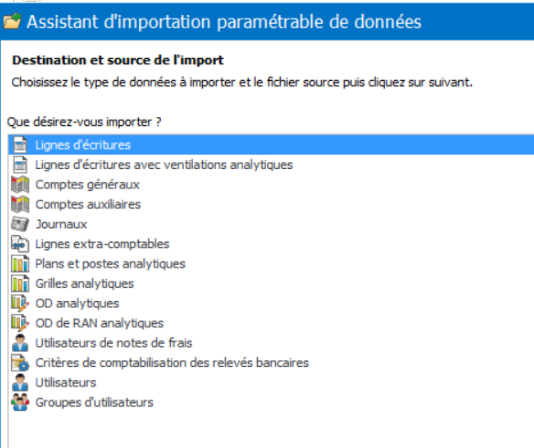 Assistant d'importation paramétrable de données
Destination et source de l'import
Choisissez le type de données à importer et le fichier source puis cliquez sur suivant.
Que désirez-vous importer ?
Lignes d'écritures
Lignes d'écritures avec ventilations analytiques
Comptes généraux
Comptes auxiliaires
Journaux
Lignes extra-comptables
Plans et postes analytiques
Grilles analytiques
OD analytiques
OD de RAN analytiques
Utilisateurs de notes de frais
Critères de comptabilisation des relevés bancaires
Utilisateurs
Groupes d'utilisateurs